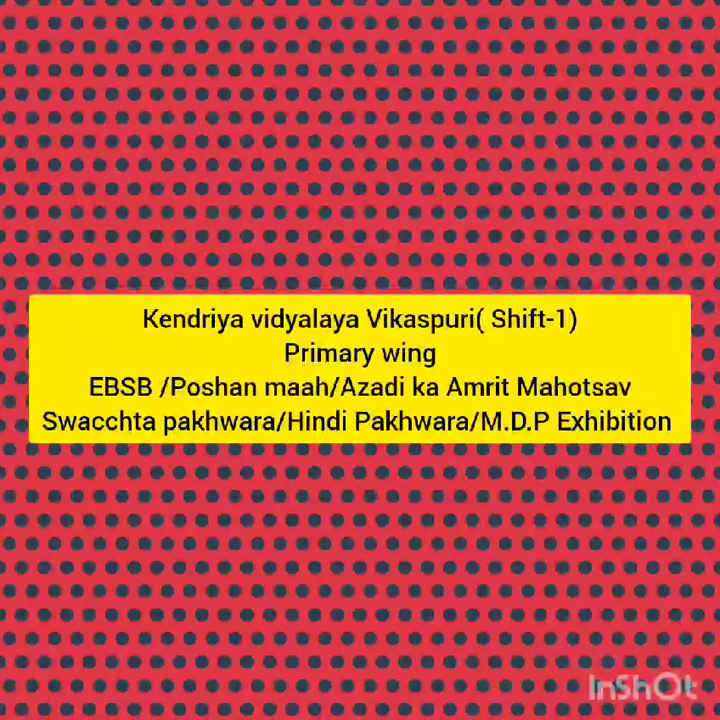 Kendriya vidyalaya Vikaspuri( Shift-1)
Primary wing
EBSB /Poshan maah/Azadi ka Amrit Mahotsav
Swacchta pakhwara/Hindi Pakhwara/M.D.P Exhibition
InShOt